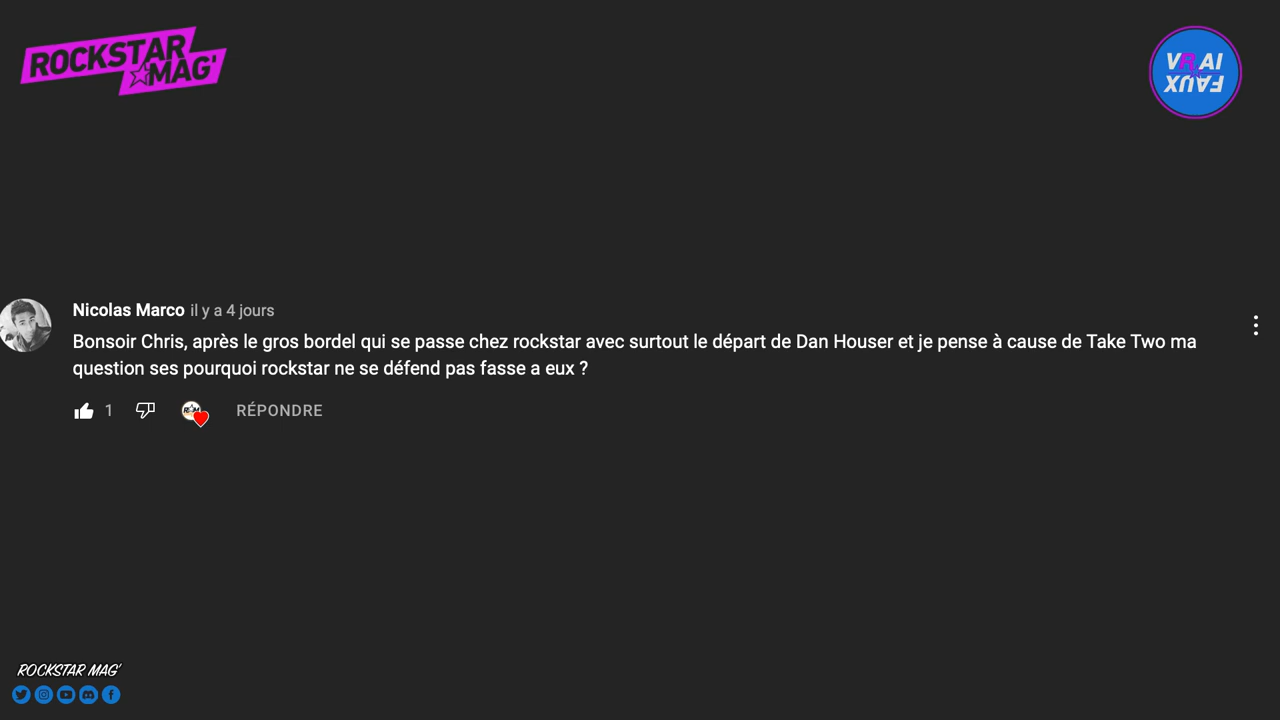 ROCKSTAR
MAG'
VRAI
FAUX
Nicolas Marco il y a 4 jours
Bonsoir Chris, après le gros bordel qui se passe chez rockstar avec surtout le départ de Dan Houser et je pense à cause de Take Two ma
question ses pourquoi rockstar ne se défend pas fasse a eux ?
1
RÉPONDRE
ROCKSTAR MAG'